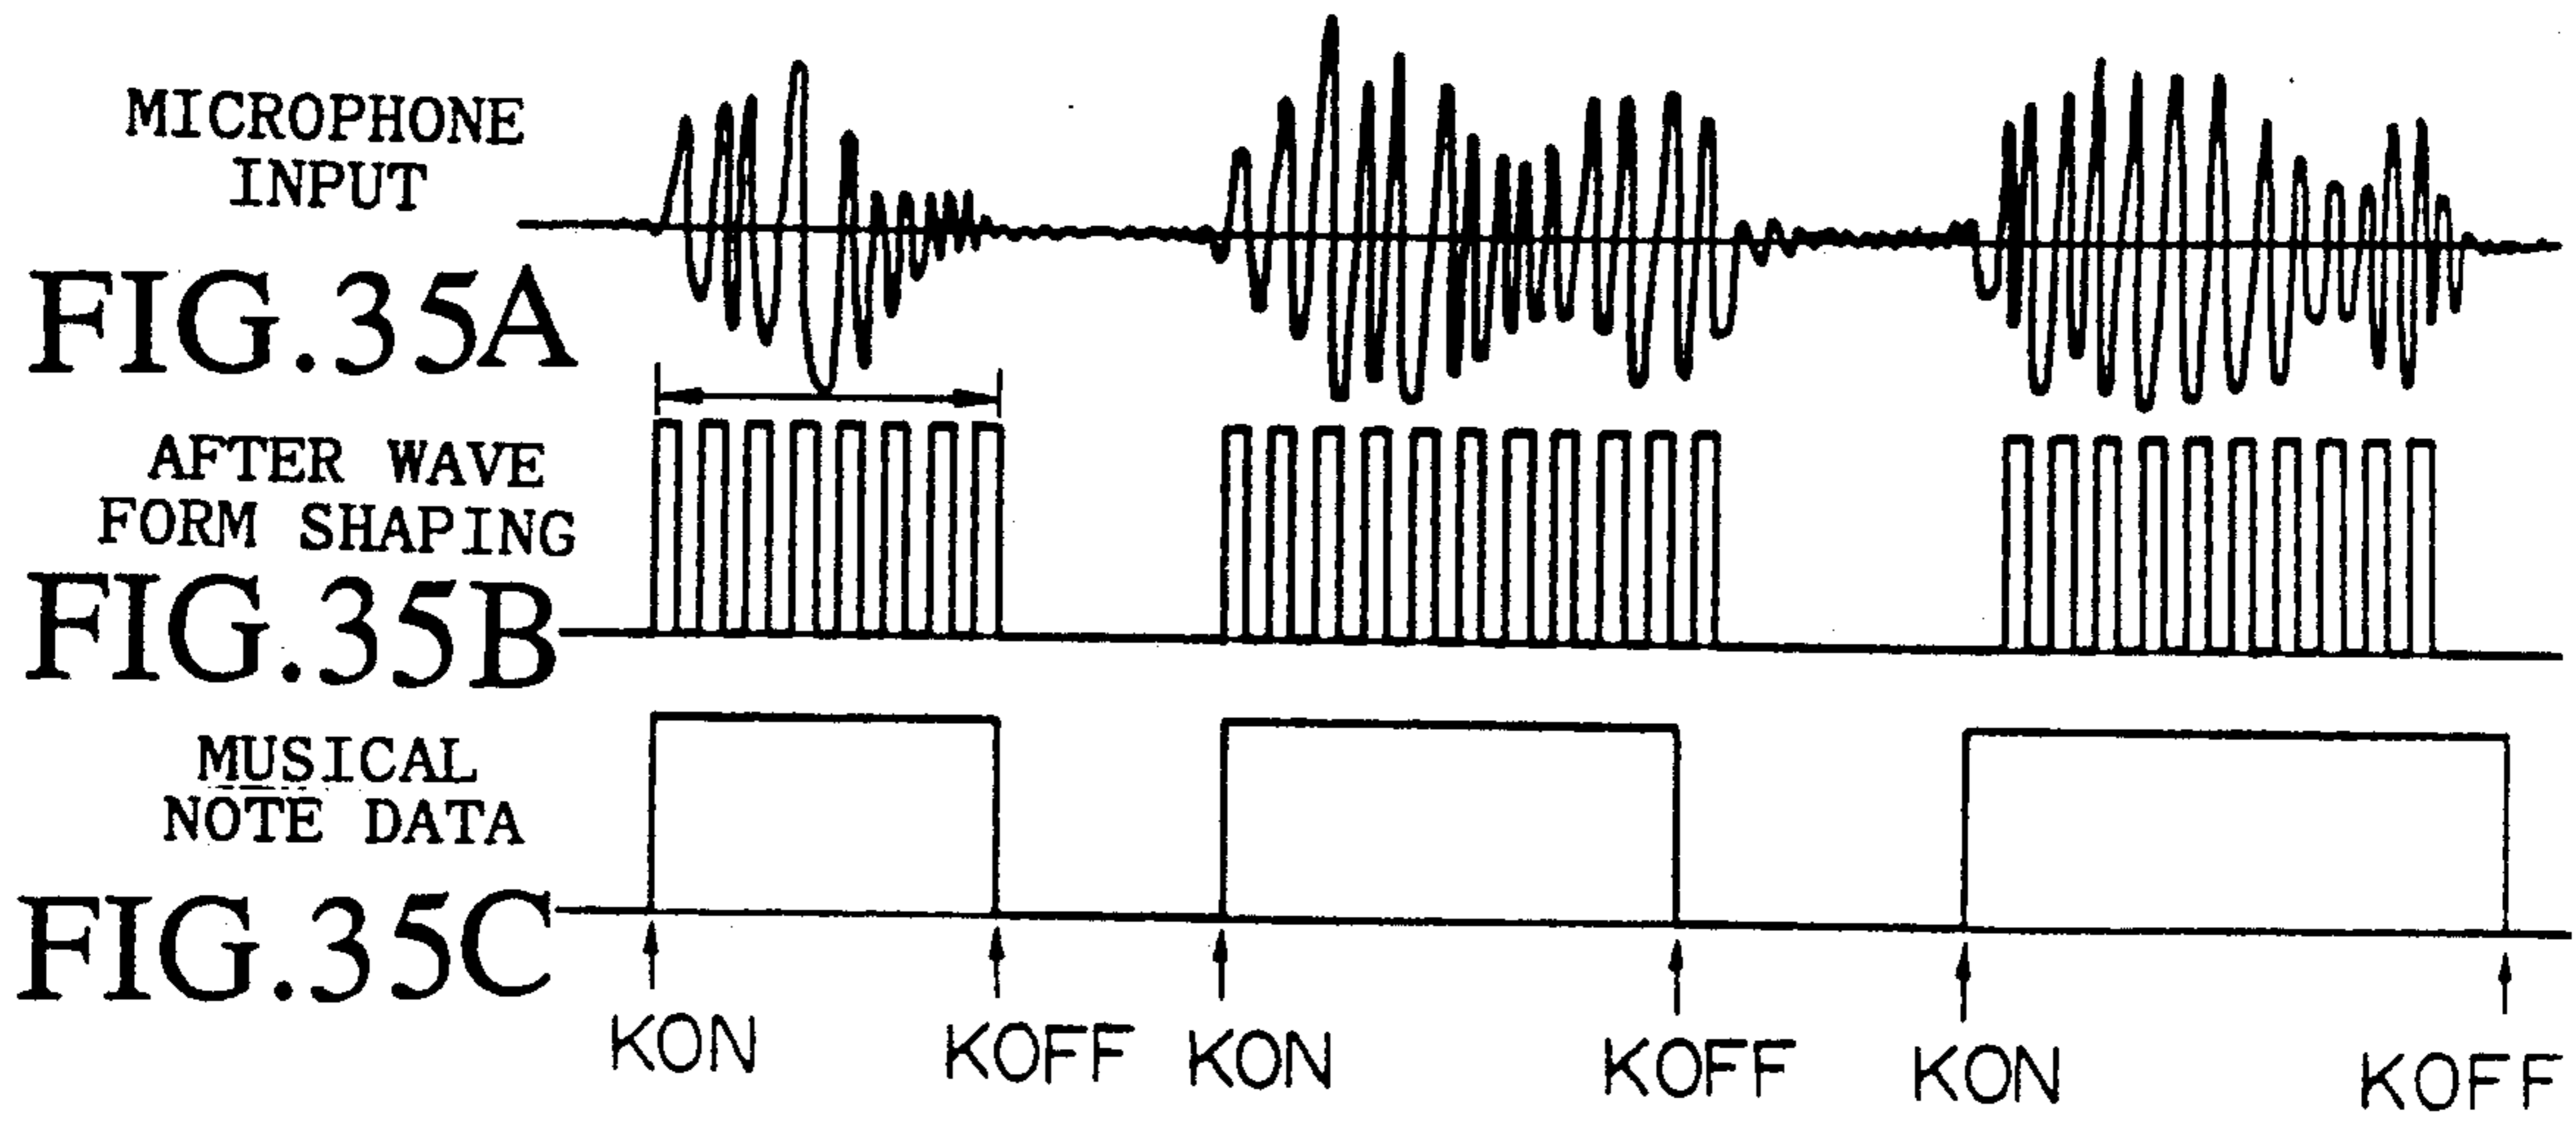 MICROPHONE
INPUT
FIG.35A
AFTER WAVE
FORM SHAPING
FIG.35B
MUSICAL
NOTE DATA
FIG.35C
KON KOFF KON KOFF KON KOFF